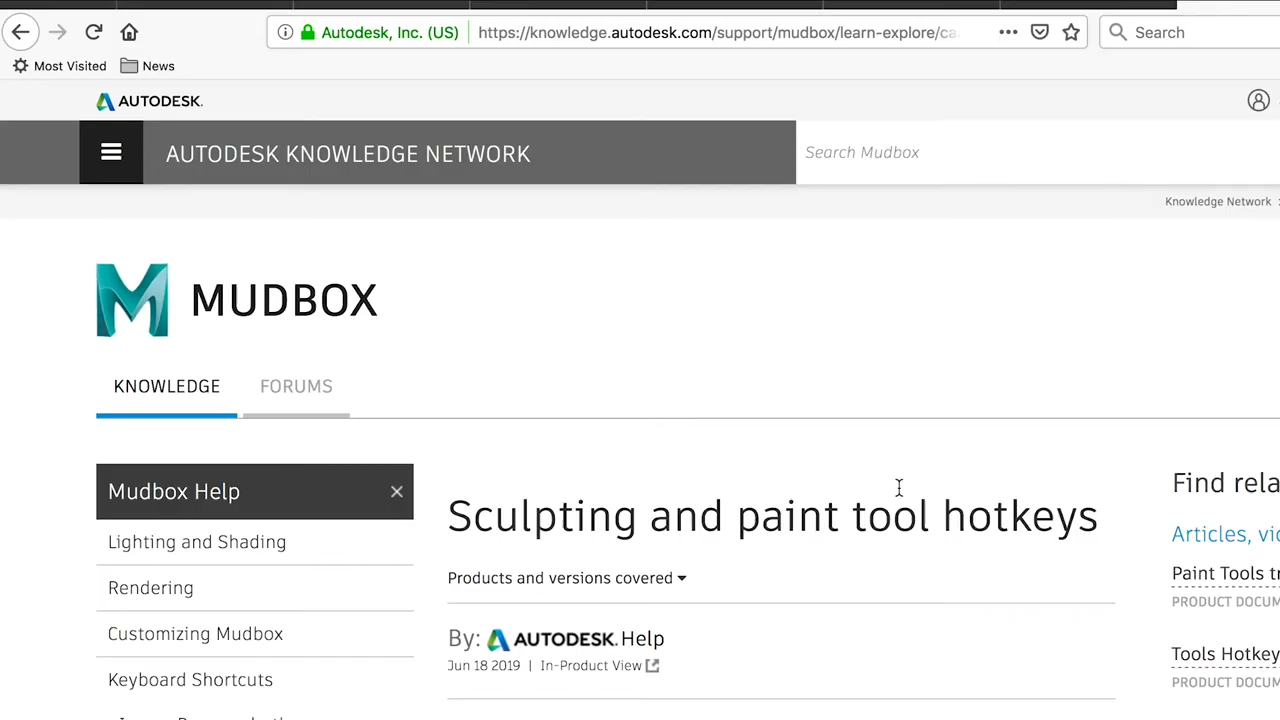 Autodesk, Inc. (US) https://knowledge.autodesk.com/support/mudbox/learn-explore/ca
Search
Most Visited News
AUTODESK.
AUTODESK KNOWLEDGE NETWORK
Search Mudbox
Knowledge Network
MUDBOX
KNOWLEDGE FORUMS
Mudbox Help
Lighting and Shading
Rendering
Customizing Mudbox
Keyboard Shortcuts
Sculpting and paint tool hotkeys
Products and versions covered
By: AUTODESK. Help
Jun 18 2019 | In-Product View
Find rela
Articles, vi
Paint Tools t
PRODUCT DOCUM
Tools Hotkey
PRODUCT DOCUM